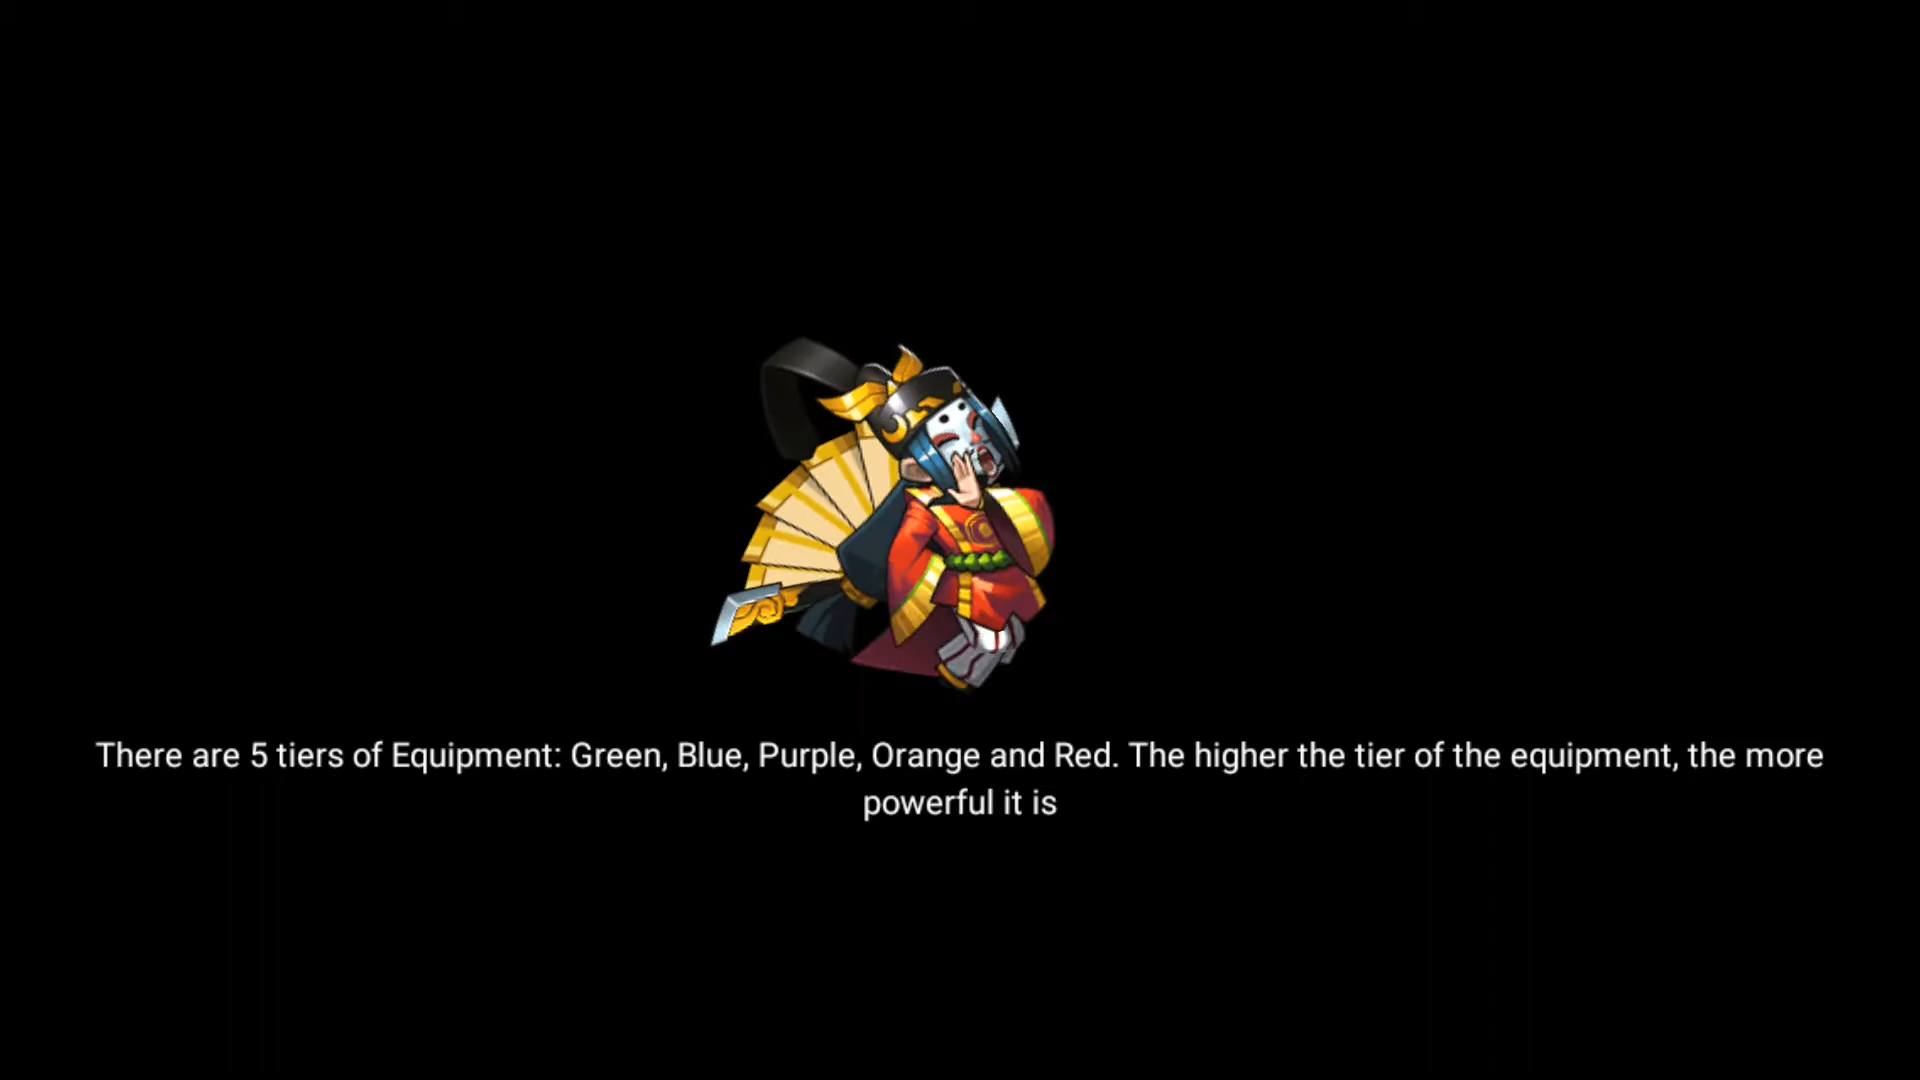 There are 5 tiers of Equipment: Green, Blue, Purple, Orange and Red. The higher the tier of the equipment, the more
powerful it is